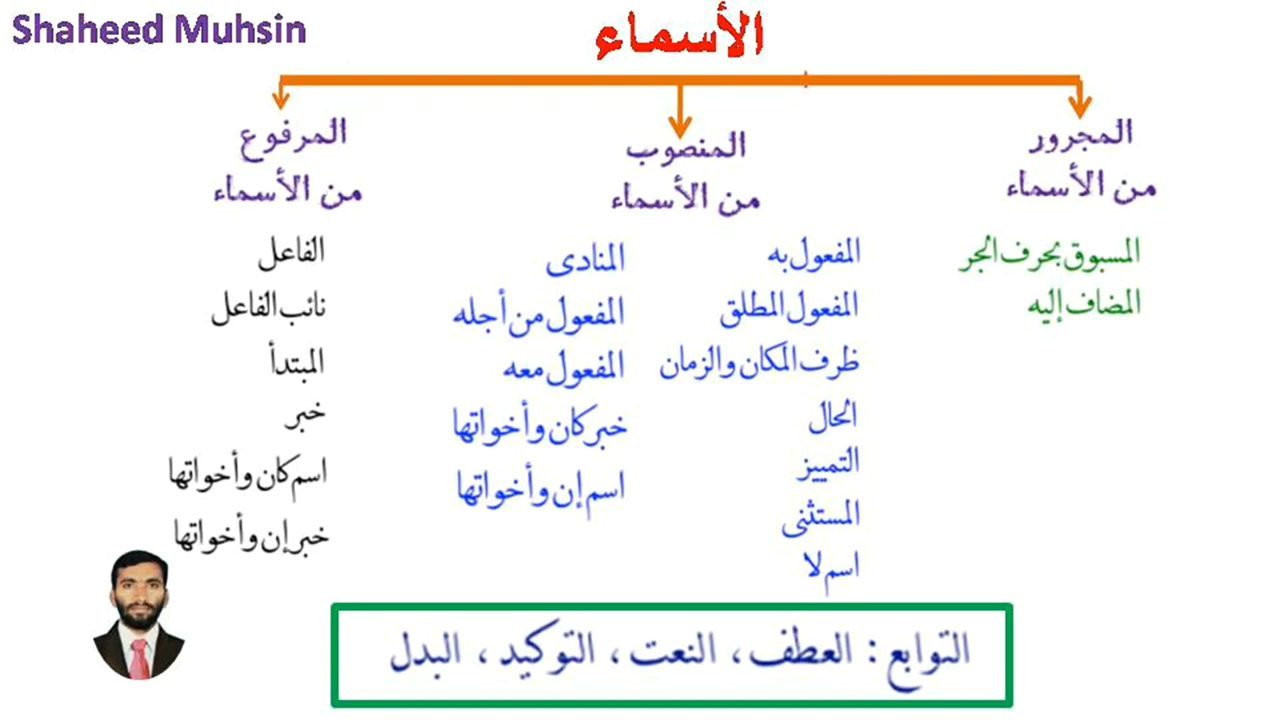 Shaheed Muhsin
الأسماء
المجرور
من الأسماء
المسبوق بحرف الجر
المضاف إليه
المنصوب
من الأسماء
المفعول به
المفعول المطلق
ظرف المكان والزمان
الحال
التمييز
المستثنى
اسم لا
المنادى
المفعول من أجله
المفعول معه
خبر كان وأخواتها
اسم إن وأخواتها
المرفوع
من الأسماء
الفاعل
نائب الفاعل
المبتدأ
خبر
اسم كان وأخواتها
خبر إن وأخواتها
التوابع : العطف ، النعت ، التوكيد ، البدل